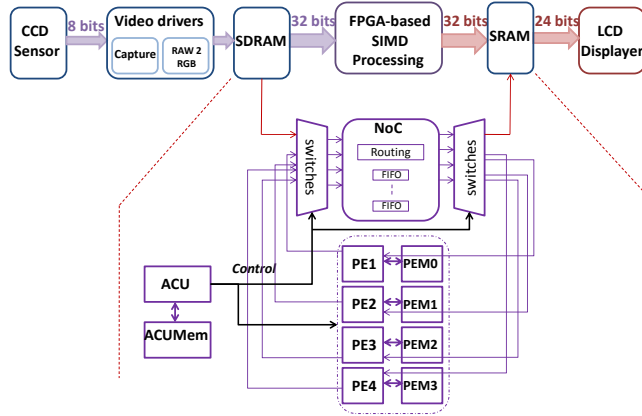 CCD
Sensor
8 bits
Video drivers
Capture
RAW 2
RGB
SDRAM
32 bits
FPGA-based
SIMD
Processing
32 bits
SRAM
24 bits
LCD
Displayer
switches
NoC
Routing
FIFO
FIFO
switches
Control
ACU
ACUMem
PE1
PEM0
PE2
PEM1
PE3
PEM2
PE4
PEM3